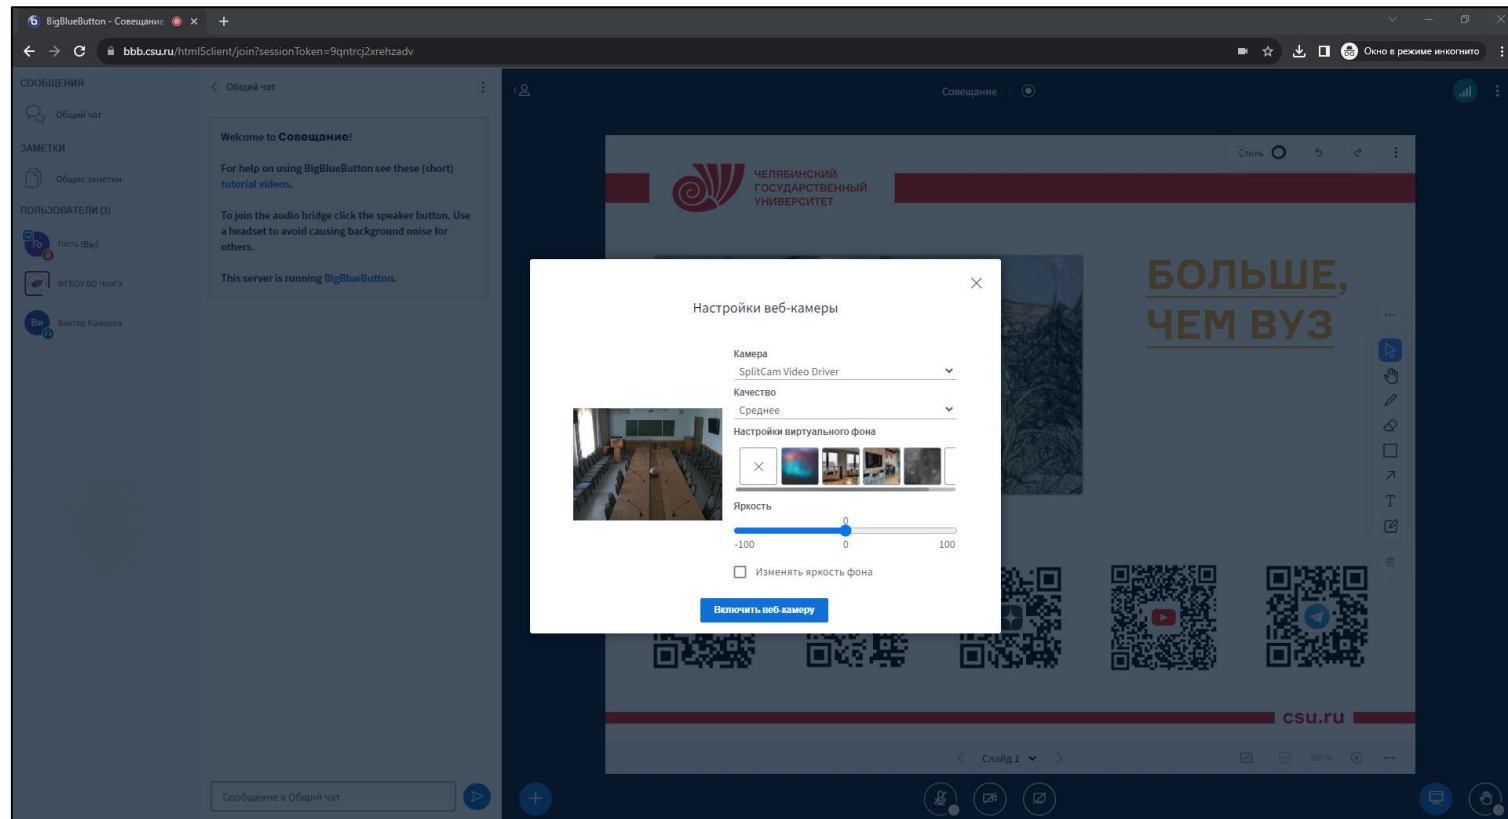 BigBlueButton - Совещание
bbb.csu.ru/html5client/join?sessionToken=9qntrcj2xrehzadv
Окно в режиме инкогнито
СООБЩЕНИЯ
Общий чат
ЗАМЕТКИ
Общие заметки
ПОЛЬЗОВАТЕЛИ (3)
Го
Гость (Вы)
ФГБОУ ВО ЧелГУ
Ви
Виктор Камаров
Общий чат
Welcome to Совещание!
For help on using BigBlueButton see these (short)
tutorial videos.
To join the audio bridge click the speaker button. Use
a headset to avoid causing background noise for
others.
This server is running BigBlueButton.
Сообщение в Общий чат
Совещание
Стиль
ЧЕЛЯБИНСКИЙ
ГОСУДАРСТВЕННЫЙ
УНИВЕРСИТЕТ
БОЛЬШЕ,
ЧЕМ ВУЗ
T
csu.ru
Слайд 1
100%
Настройки веб-камеры
Камера
SplitCam Video Driver
Качество
Среднее
Настройки виртуального фона
Яркость
0
-100 0 100
Изменять яркость фона
Включить веб-камеру